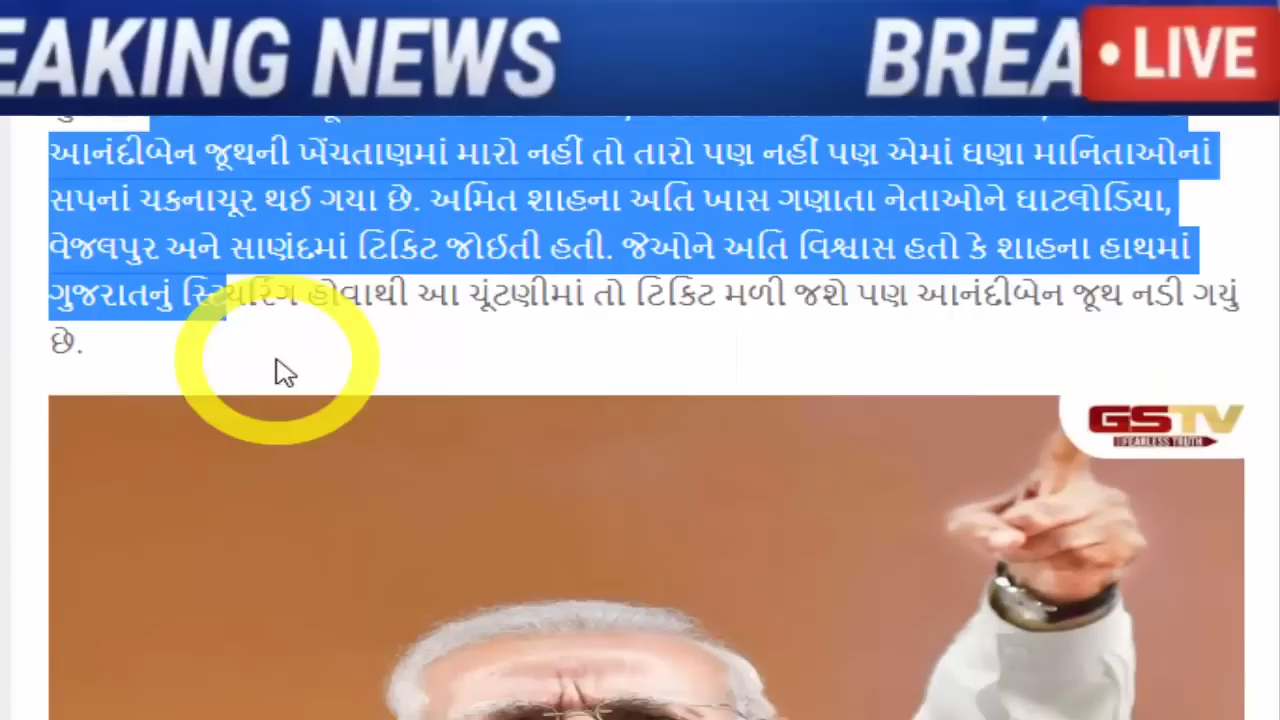 EAKING NEWS BREA
• LIVE
આનંદીબેન જૂથની ખેંચતાણમાં મારો નહીં તો તારો પણ નહીં પણ એમાં ઘણા માનિતાઓનાં
સપનાં ચકનાચૂર થઈ ગયા છે. અમિત શાહના અતિ ખાસ ગણાતા નેતાઓને ઘાટલોડિયા,
વેજલપુર અને સાણંદમાં ટિકિટ જોઈતી હતી. જેઓને અતિ વિશ્વાસ હતો કે શાહના હાથમાં
ગુજરાતનું સ્ટિયરિંગ હોવાથી આ ચૂંટણીમાં તો ટિકિટ મળી જશે પણ આનંદીબેન જૂથ નડી ગયું
છે.
GSTV
FEARLESS TRUTH